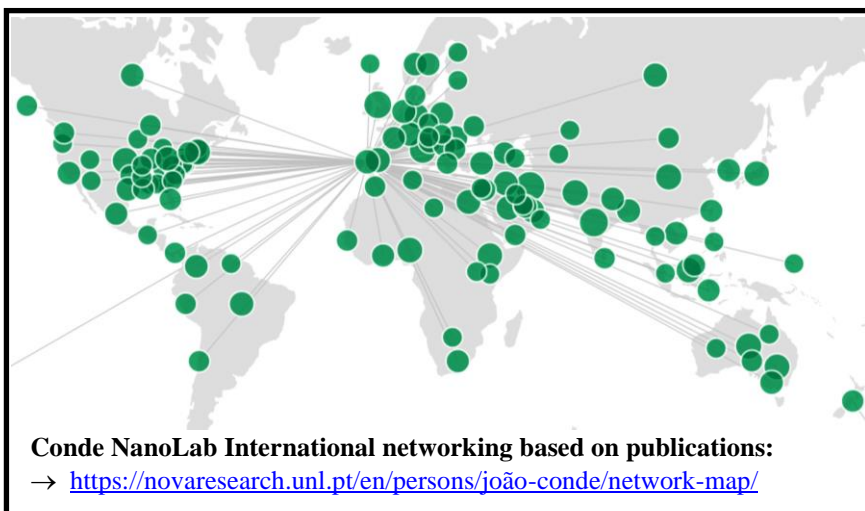 Conde NanoLab International networking based on publications:
→ https://novaresearch.unl.pt/en/persons/joão-conde/network-map/